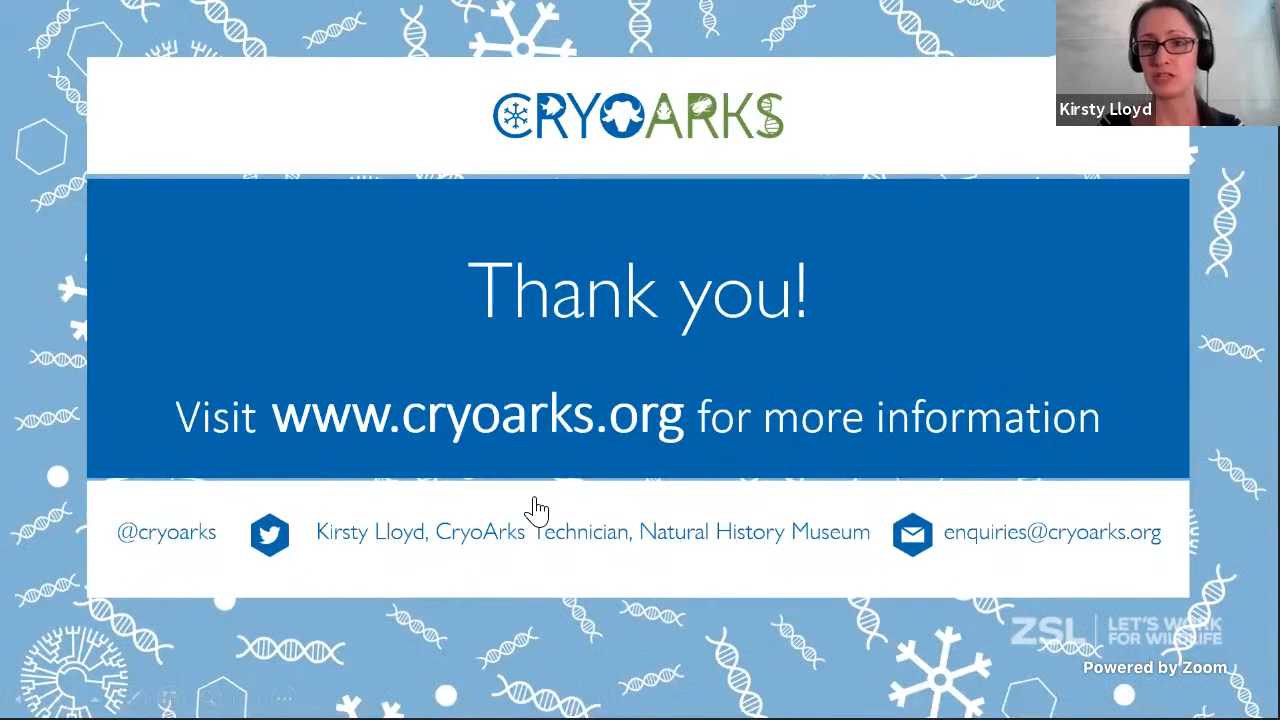 CRYOARKS
Kirsty Lloyd
Thank you!
Visit www.cryoarks.org for more information
@cryoarks
Kirsty Lloyd, CryoArks Technician, Natural History Museum
enquiries@cryoarks.org
ZSL
LET'S WORK
FOR WILDLIFE
Powered by Zoom